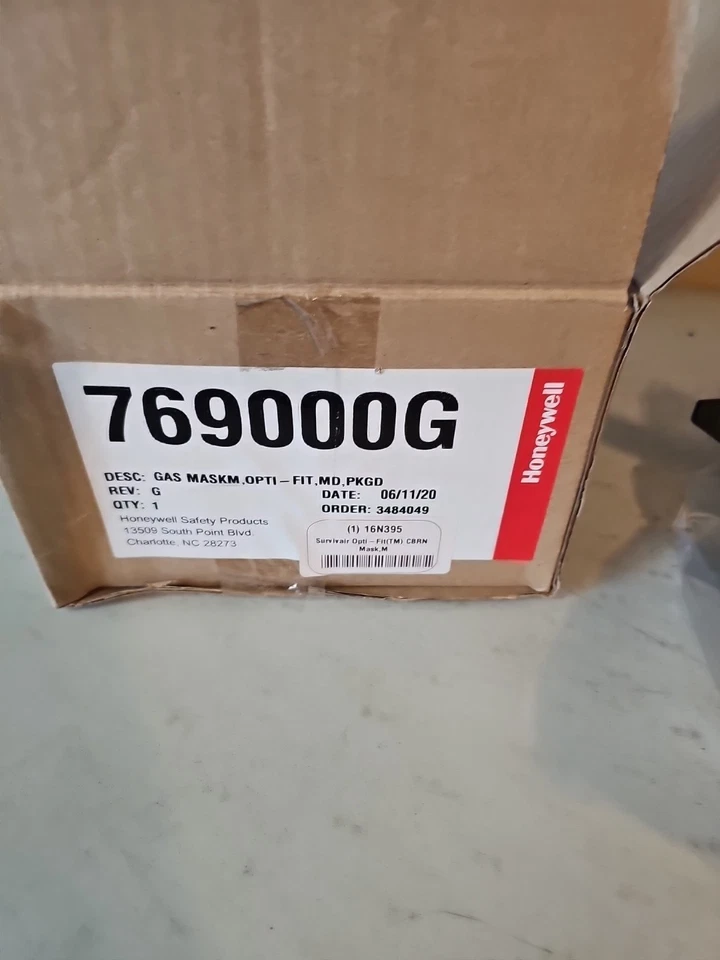 769000G
Honeywell
DESC: GAS MASKM,OPTI-FIT,MD,PKGD
REV: G DATE: 06/11/20
QTY: 1 ORDER: 3484049
Honeywell Safety Products
13509 South Point Blvd.
Charlotte, NC 28273
(1) 16N395
Survivair Opti-Fit(TM) CBRN
Mask,M